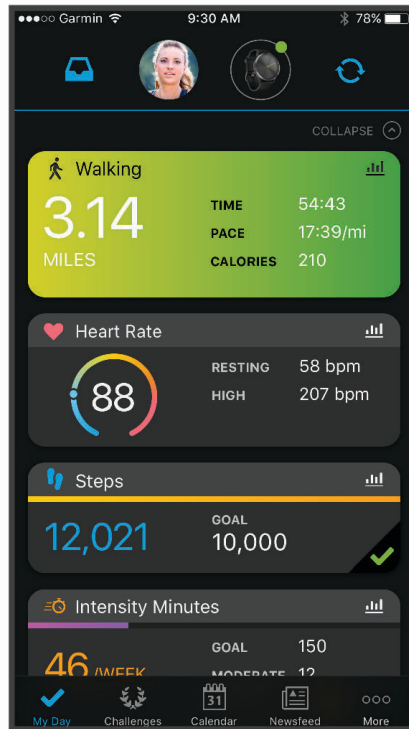 Garmin 9:30 AM 78%
COLLAPSE
Walking
3.14
MILES
TIME 54:43
PACE 17:39/mi
CALORIES 210
Heart Rate
88
RESTING 58 bpm
HIGH 207 bpm
Steps
12,021
GOAL
10,000
Intensity Minutes
46 /WEEK
GOAL 150
MODERATE 12
31
My Day Challenges Calendar Newsfeed More